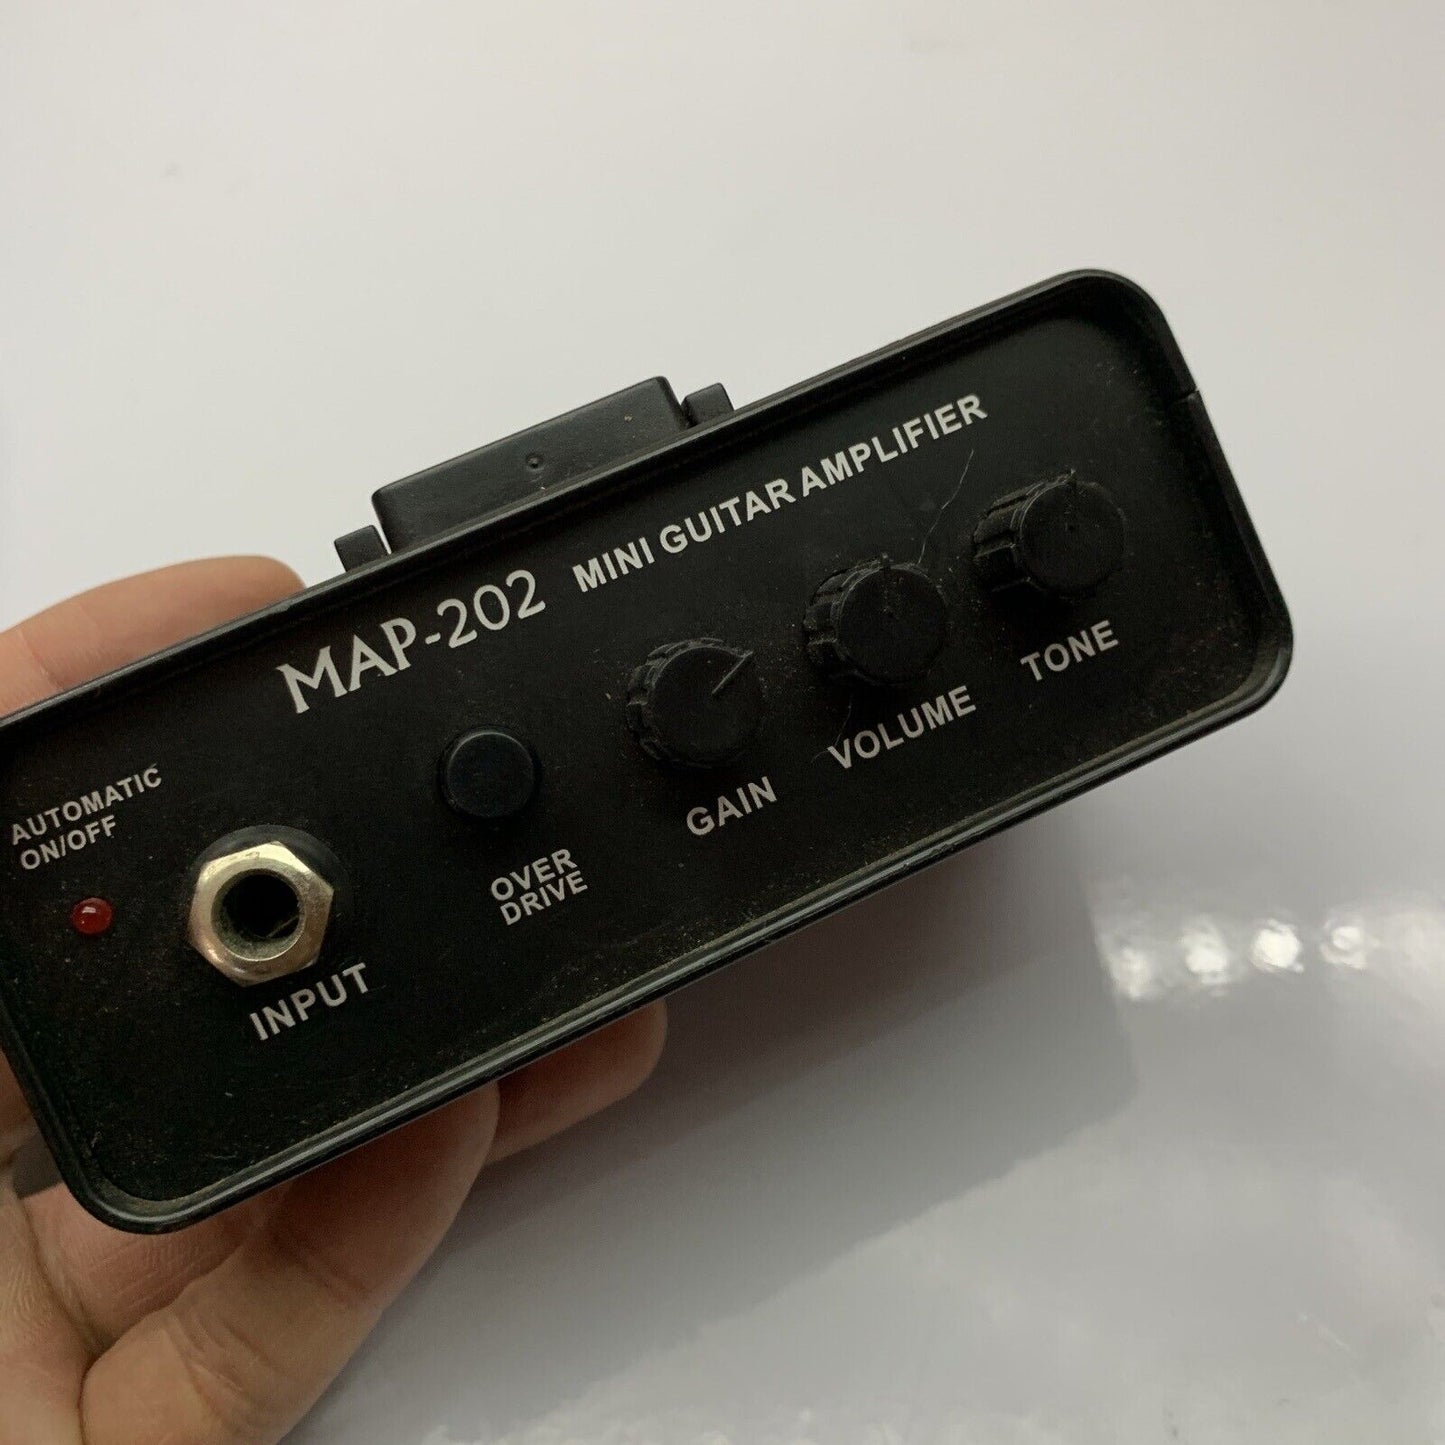 MAP-202 MINI GUITAR AMPLIFIER
AUTOMATIC
ON/OFF
INPUT
OVER
DRIVE
GAIN
VOLUME
TONE